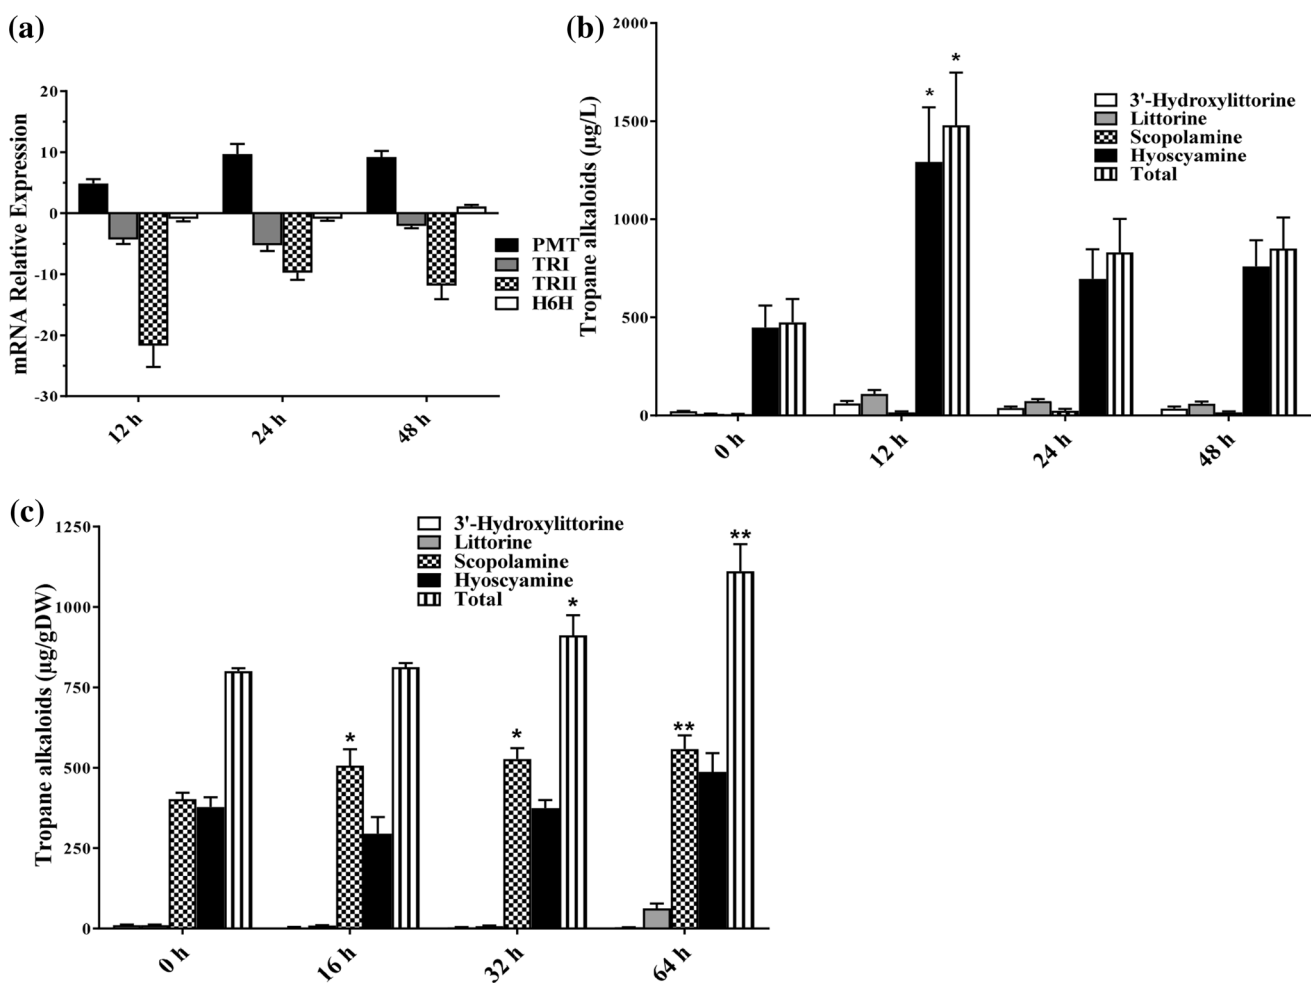 (a)
mRNA Relative Expression
20
10
0
-10
-20
-30
12 h
24 h
48 h
PMT
TRI
TRII
H6H
(b)
Tropane alkaloids (µg/L)
2000
1500
1000
500
0
* *
0 h
12 h
24 h
48 h
3'-Hydroxylittorine
Littorine
Scopolamine
Hyoscyamine
Total
(c)
Tropane alkaloids (µg/gDW)
1250
1000
750
500
250
0
*
*
*
**
**
0 h
16 h
32 h
64 h
3'-Hydroxylittorine
Littorine
Scopolamine
Hyoscyamine
Total